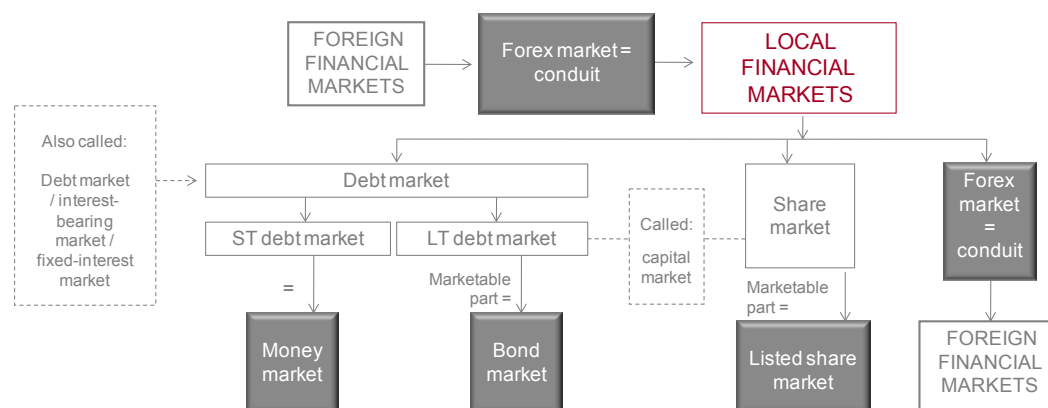 FOREIGN
FINANCIAL
MARKETS
Forex market =
conduit
LOCAL
FINANCIAL
MARKETS
Also called:
Debt market
/ interest-
bearing
market /
fixed-interest
market
Debt market
ST debt market
LT debt market
Called:
capital
market
Share
market
Forex
market
=
conduit
=
Marketable
part =
Marketable
part =
Money
market
Bond
market
Listed share
market
FOREIGN
FINANCIAL
MARKETS